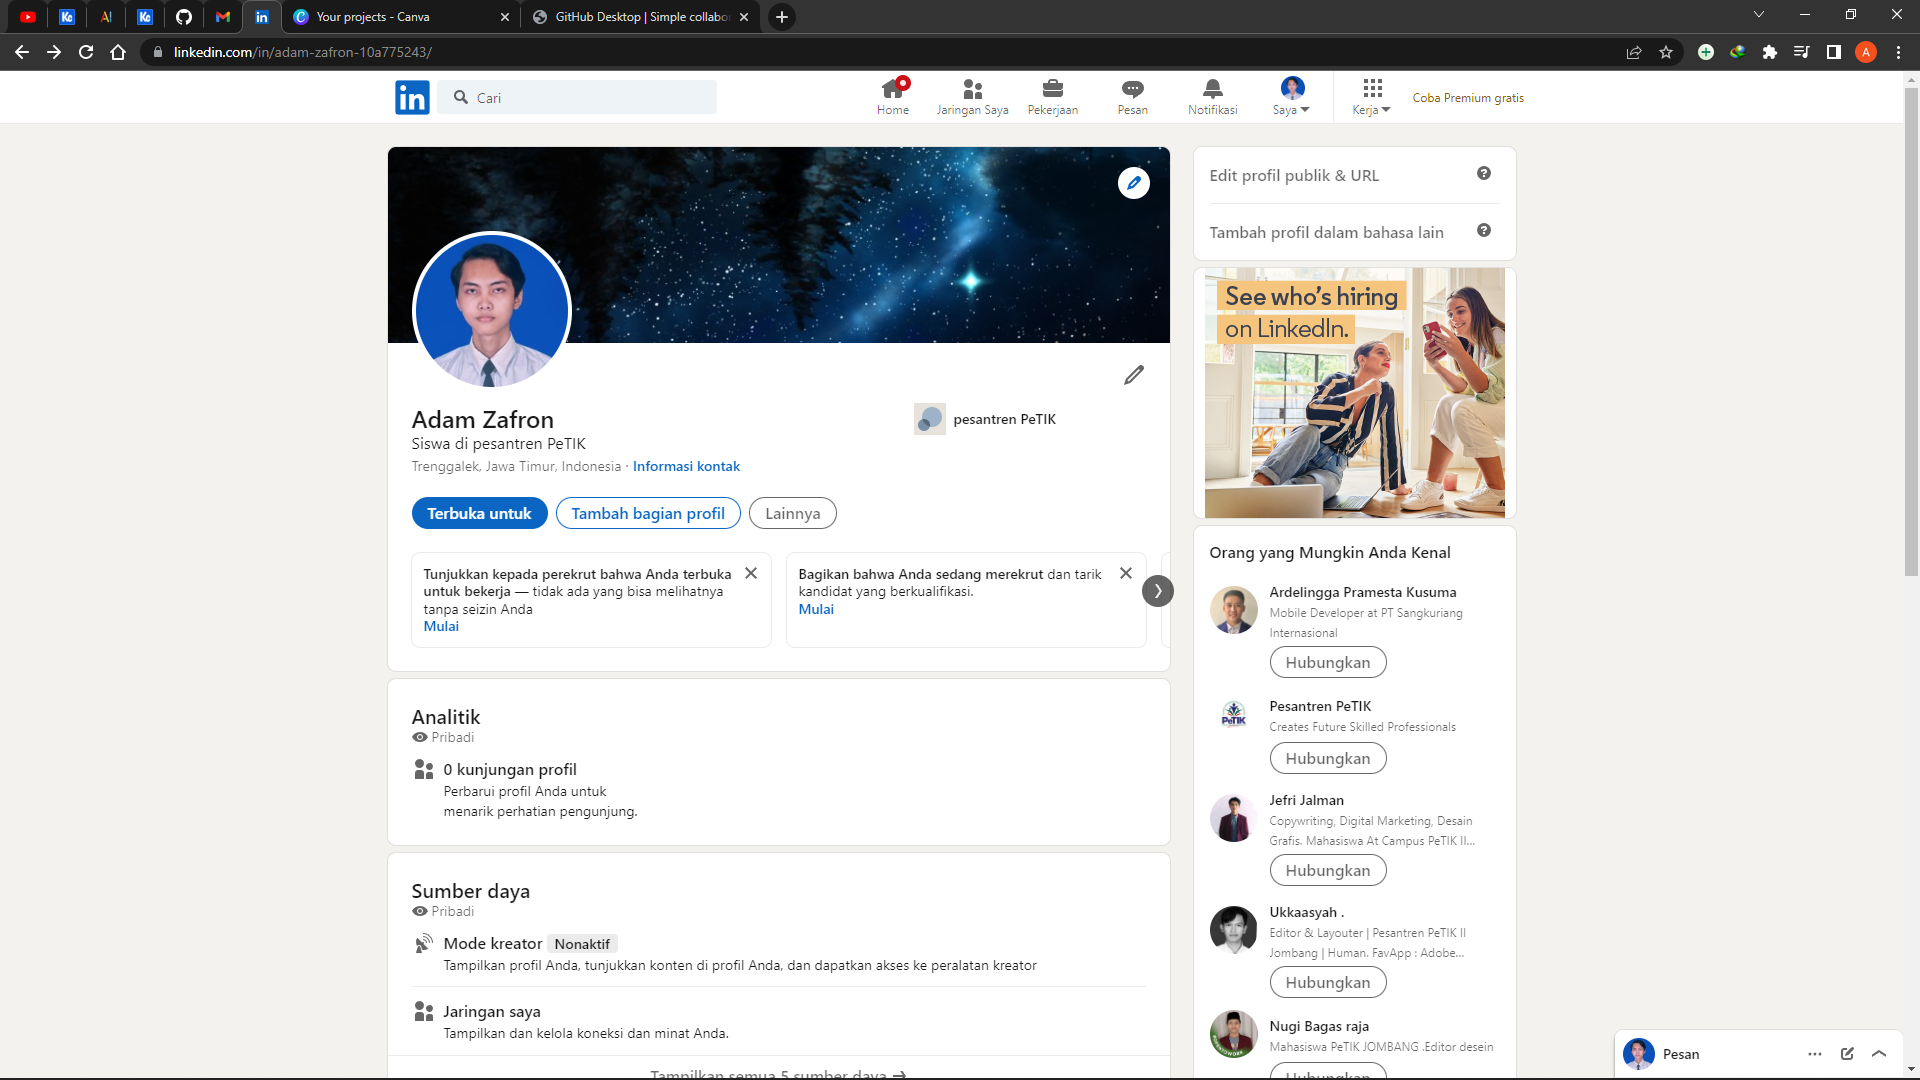 Your projects - Canva
GitHub Desktop | Simple collabo
linkedin.com/in/adam-zafron-10a775243/
A
in
Cari
Home
Jaringan Saya
Pekerjaan
Pesan
Notifikasi
Saya
Kerja
Coba Premium gratis
Adam Zafron
Siswa di pesantren PeTIK
Trenggalek, Jawa Timur, Indonesia · Informasi kontak
pesantren PeTIK
Terbuka untuk
Tambah bagian profil
Lainnya
Tunjukkan kepada perekrut bahwa Anda terbuka
untuk bekerja — tidak ada yang bisa melihatnya
tanpa seizin Anda
Mulai
Bagikan bahwa Anda sedang merekrut dan tarik
kandidat yang berkualifikasi.
Mulai
Analitik
Pribadi
0 kunjungan profil
Perbarui profil Anda untuk
menarik perhatian pengunjung.
Sumber daya
Pribadi
Mode kreator Nonaktif
Tampilkan profil Anda, tunjukkan konten di profil Anda, dan dapatkan akses ke peralatan kreator
Jaringan saya
Tampilkan dan kelola koneksi dan minat Anda.
Tampilkan semua 5 sumber daya →
Edit profil publik & URL
Tambah profil dalam bahasa lain
See who's hiring
on LinkedIn.
Orang yang Mungkin Anda Kenal
Ardelingga Pramesta Kusuma
Mobile Developer at PT Sangkuriang
Internasional
Hubungkan
PeTIK
Pesantren PeTIK
Creates Future Skilled Professionals
Hubungkan
Jefri Jalman
Copywriting, Digital Marketing, Desain
Grafis. Mahasiswa At Campus PeTIK II...
Hubungkan
Ukkaasyah .
Editor & Layouter | Pesantren PeTIK II
Jombang | Human. FavApp : Adobe...
Hubungkan
Nugi Bagas raja
Mahasiswa PeTIK JOMBANG .Editor desein
Hubungkan
Pesan